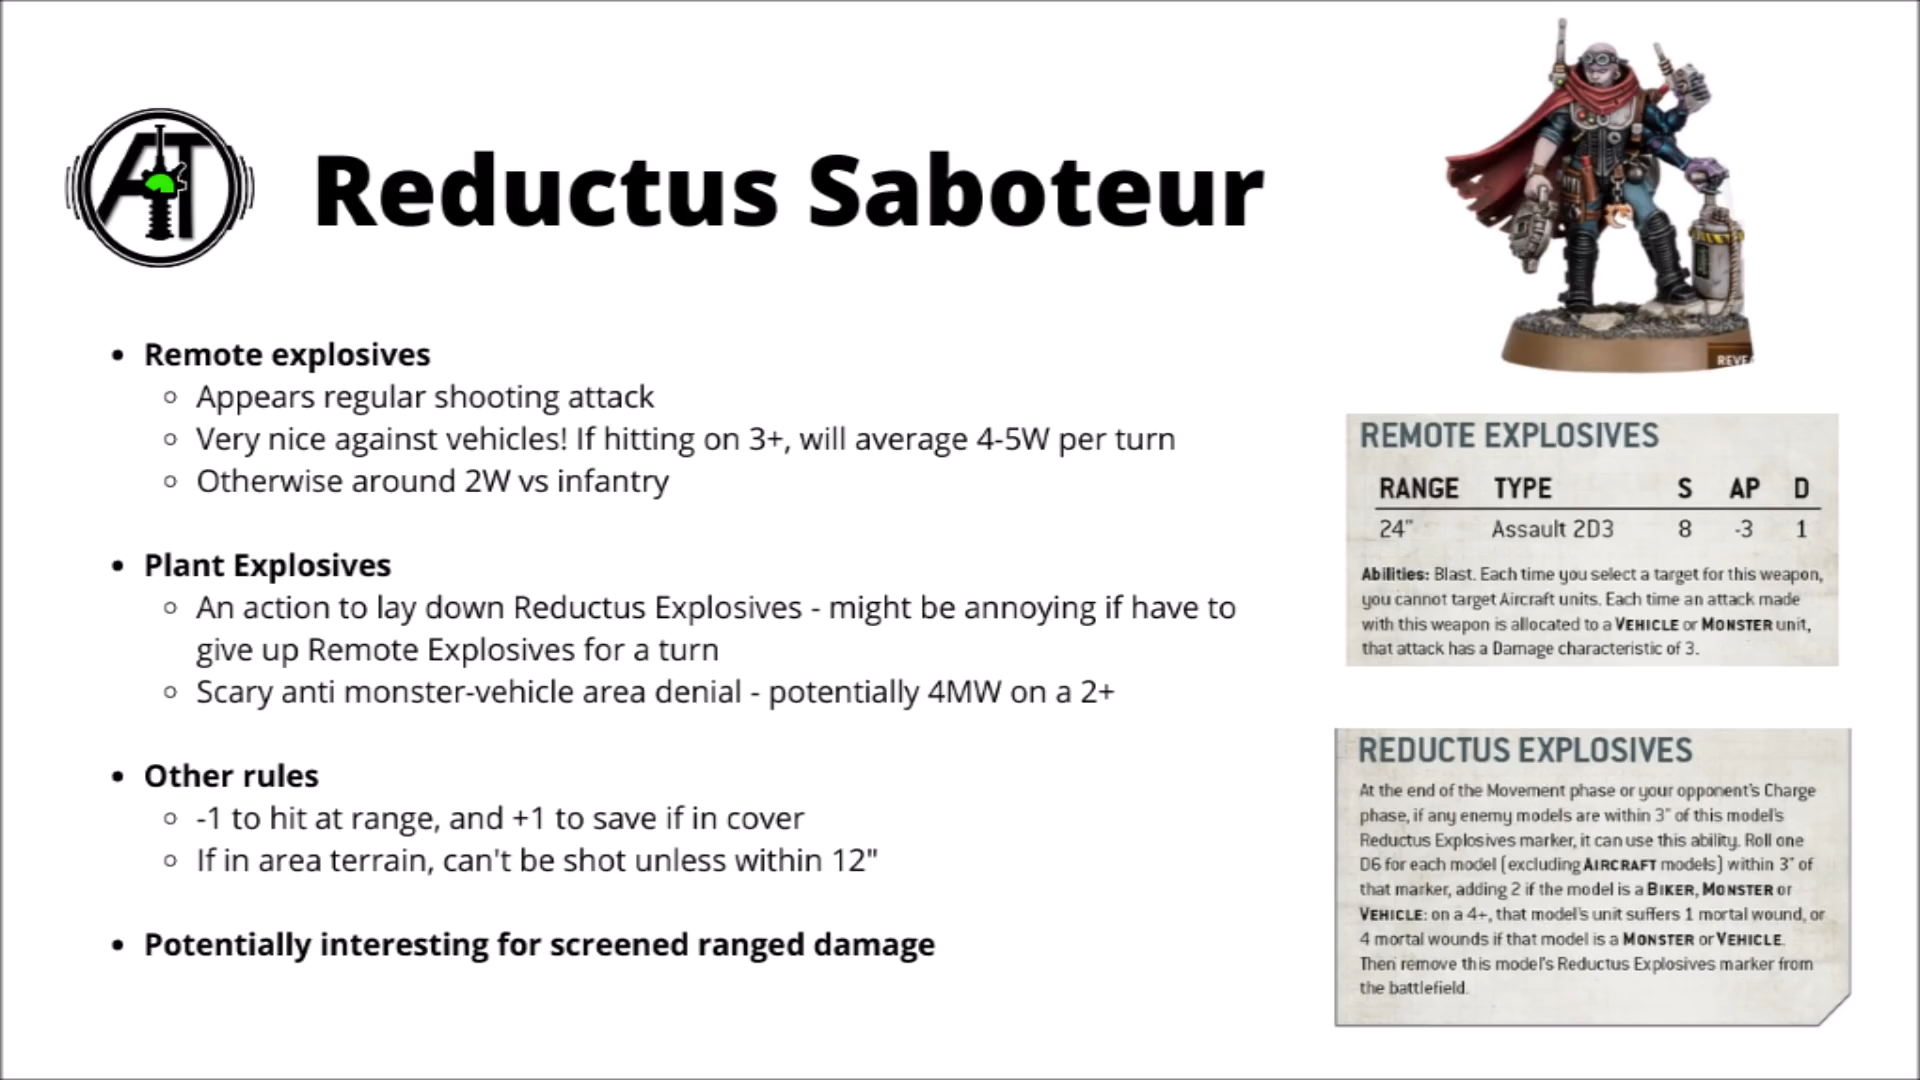 AT
Reductus Saboteur
• Remote explosives
○ Appears regular shooting attack
○ Very nice against vehicles! If hitting on 3+, will average 4-5W per turn
○ Otherwise around 2W vs infantry
• Plant Explosives
○ An action to lay down Reductus Explosives - might be annoying if have to
give up Remote Explosives for a turn
○ Scary anti monster-vehicle area denial - potentially 4MW on a 2+
• Other rules
○ -1 to hit at range, and +1 to save if in cover
○ If in area terrain, can't be shot unless within 12"
• Potentially interesting for screened ranged damage
REMOTE EXPLOSIVES
RANGE TYPE S AP D
24" Assault 2D3 8 -3 1
Abilities: Blast. Each time you select a target for this weapon,
you cannot target Aircraft units. Each time an attack made
with this weapon is allocated to a VEHICLE or MONSTER unit,
that attack has a Damage characteristic of 3.
REDUCTUS EXPLOSIVES
At the end of the Movement phase or your opponent's Charge
phase, if any enemy models are within 3" of this model's
Reductus Explosives marker, it can use this ability. Roll one
D6 for each model (excluding AIRCRAFT models) within 3" of
that marker, adding 2 if the model is a BIKER, MONSTER or
VEHICLE: on a 4+, that model's unit suffers 1 mortal wound, or
4 mortal wounds if that model is a MONSTER or VEHICLE.
Then remove this model's Reductus Explosives marker from
the battlefield.